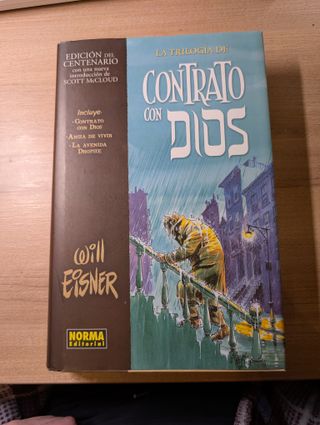 EDICIÓN DEL
CENTENARIO
con una nueva
introducción de
SCOTT McCLOUD
Incluye:
-CONTRATO
CON DIOS
-ANSIA DE VIVIR
-LA AVENIDA
DROPSIE
Will
EISNER
NORMA
Editorial
LA TRILOGÍA DE
CONTRATO
CON
DIOS